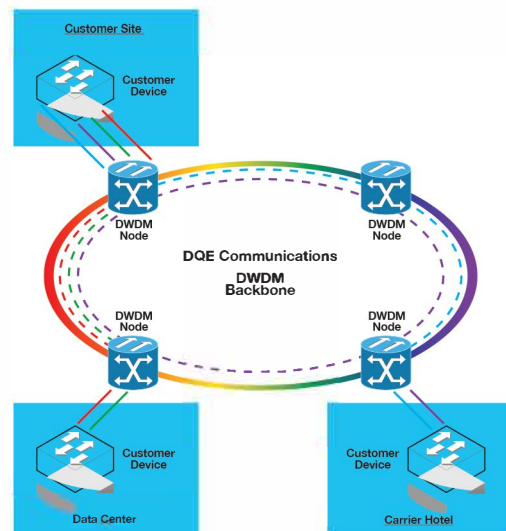 Customer Site
Customer
Device
DWDM
Node
DWDM
Node
DQE Communications
DWDM
Backbone
DWDM
Node
DWDM
Node
Customer
Device
Data Center
Customer
Device
Carrier Hotel